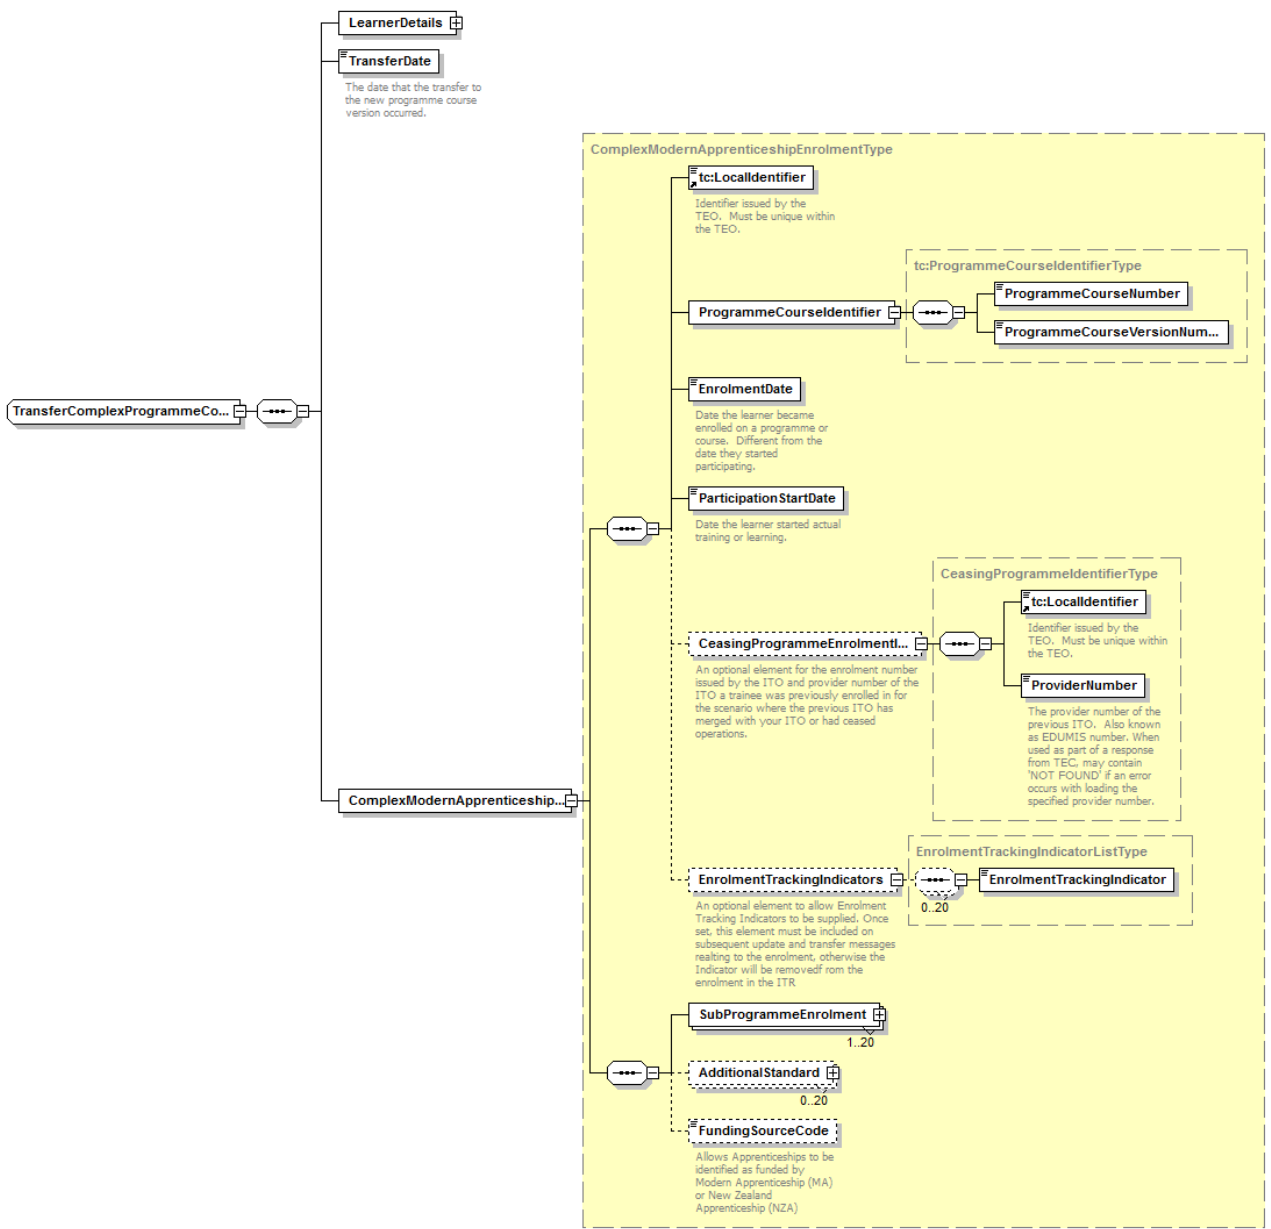 LearnerDetails
TransferDate
The date that the transfer to
the new programme course
version occurred.
ComplexModernApprenticeshipEnrolmentType
tc:LocalIdentifier
Identifier issued by the
TEO.  Must be unique within
the TEO.
tc:ProgrammeCourseIdentifierType
ProgrammeCourseNumber
ProgrammeCourseIdentifier
ProgrammeCourseVersionNum...
EnrolmentDate
Date the learner became
enrolled on a programme or
course.  Different from the
date they started
participating.
TransferComplexProgrammeCo...
ParticipationStartDate
Date the learner started actual
training or learning.
CeasingProgrammeIdentifierType
tc:LocalIdentifier
Identifier issued by the
TEO.  Must be unique within
the TEO.
CeasingProgrammeEnrolmentI...
An optional element for the enrolment number
issued by the ITO and provider number of the
ITO a trainee was previously enrolled in for
the scenario where the previous ITO has
merged with your ITO or had ceased
operations.
ProviderNumber
The provider number of the
previous ITO.  Also known
as EDUMIS number. When
used as part of a response
from TEC, may contain
'NOT FOUND' if an error
occurs with loading the
specified provider number.
ComplexModernApprenticeship...
EnrolmentTrackingIndicatorListType
EnrolmentTrackingIndicators
EnrolmentTrackingIndicator
0..20
An optional element to allow Enrolment
Tracking Indicators to be supplied. Once
set, this element must be included on
subsequent update and transfer messages
realting to the enrolment, otherwise the
Indicator will be removedf rom the
enrolment in the ITR
SubProgrammeEnrolment
1..20
AdditionalStandard
0..20
FundingSourceCode
Allows Apprenticeships to be
identified as funded by
Modern Apprenticeship (MA)
or New Zealand
Apprenticeship (NZA)